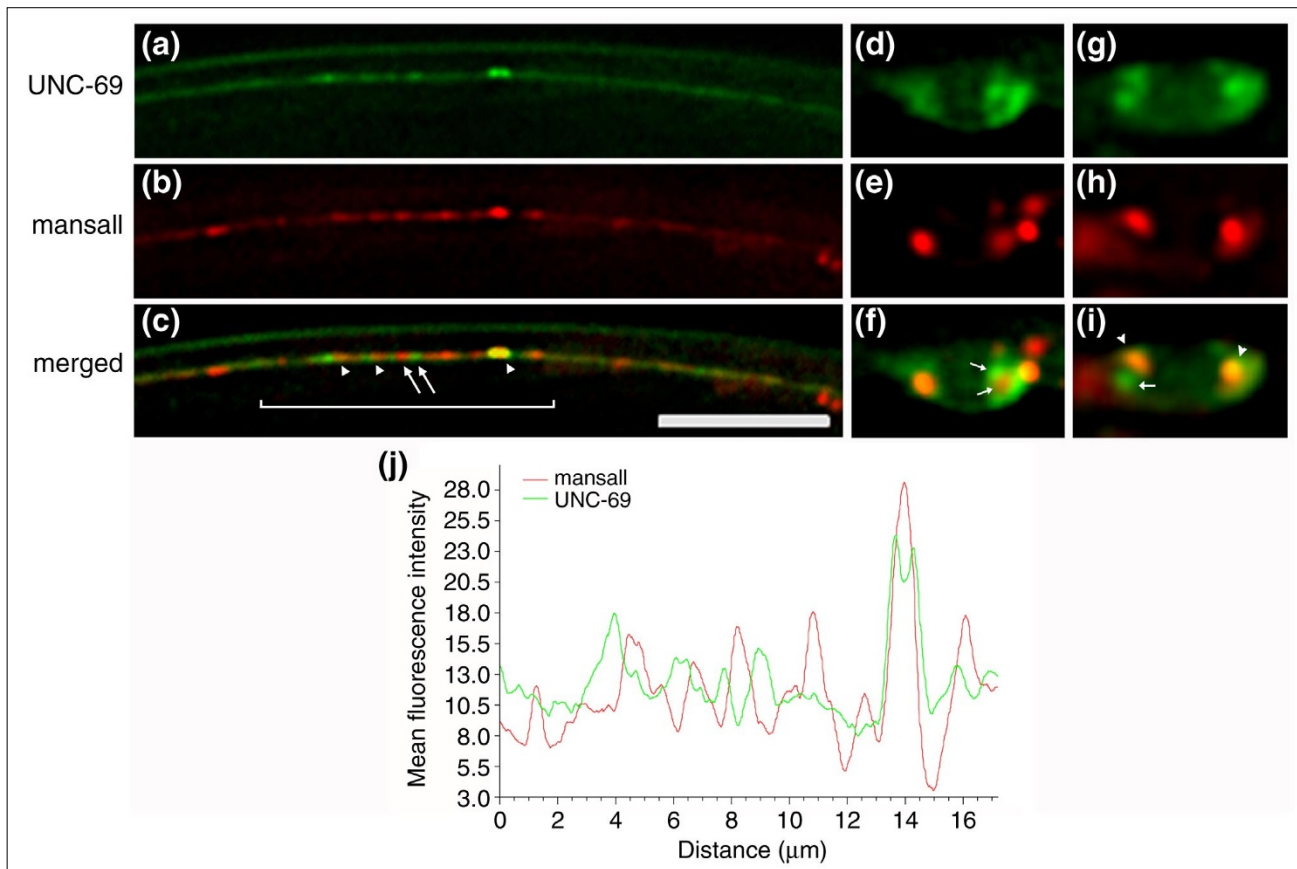 (a) (d) (g)
UNC-69
(b) (e) (h)
mansall
(c) (f) (i)
merged
(j)
mansall
UNC-69
28.0
25.5
23.0
20.5
18.0
15.5
13.0
10.5
8.0
5.5
3.0
Mean fluorescence intensity
0 2 4 6 8 10 12 14 16
Distance (μm)